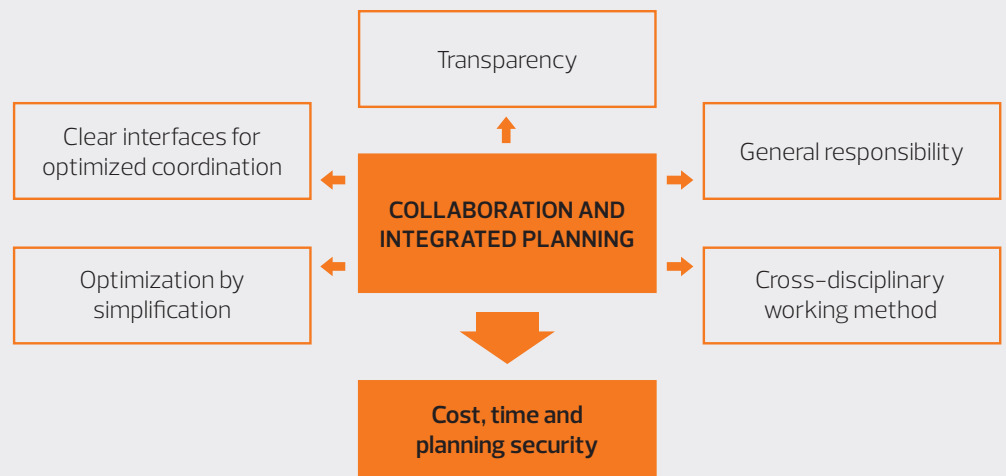 Transparency
Clear interfaces for
optimized coordination
General responsibility
COLLABORATION AND
INTEGRATED PLANNING
Optimization by
simplification
Cross-disciplinary
working method
Cost, time and
planning security